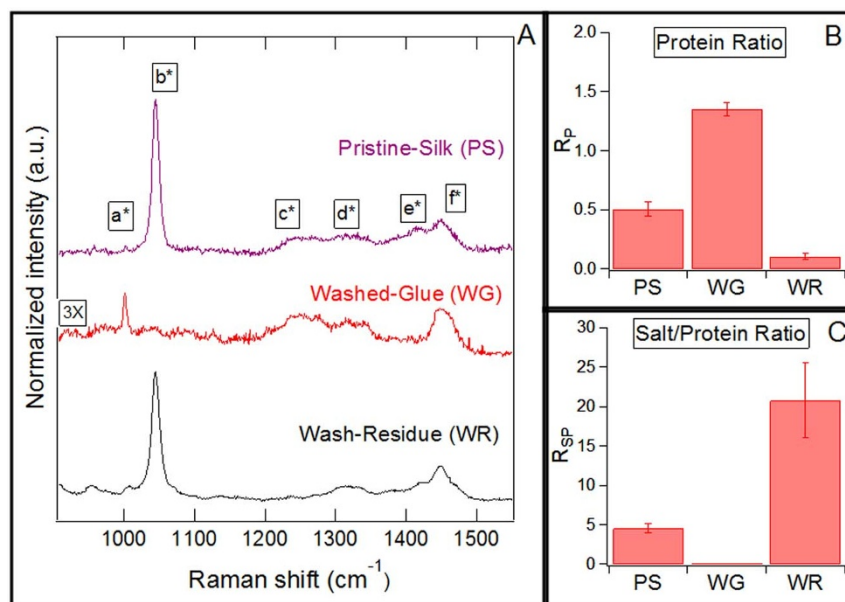 A
b*
Pristine-Silk (PS)
a*
c*
d*
e*
f*
Washed-Glue (WG)
3X
Wash-Residue (WR)
Normalized intensity (a.u.)
1000 1100 1200 1300 1400 1500
Raman shift (cm⁻¹)
B
Protein Ratio
2.0
1.5
1.0
0.5
0.0
R_P
PS WG WR
C
Salt/Protein Ratio
30
25
20
15
10
5
0
R_SP
PS WG WR